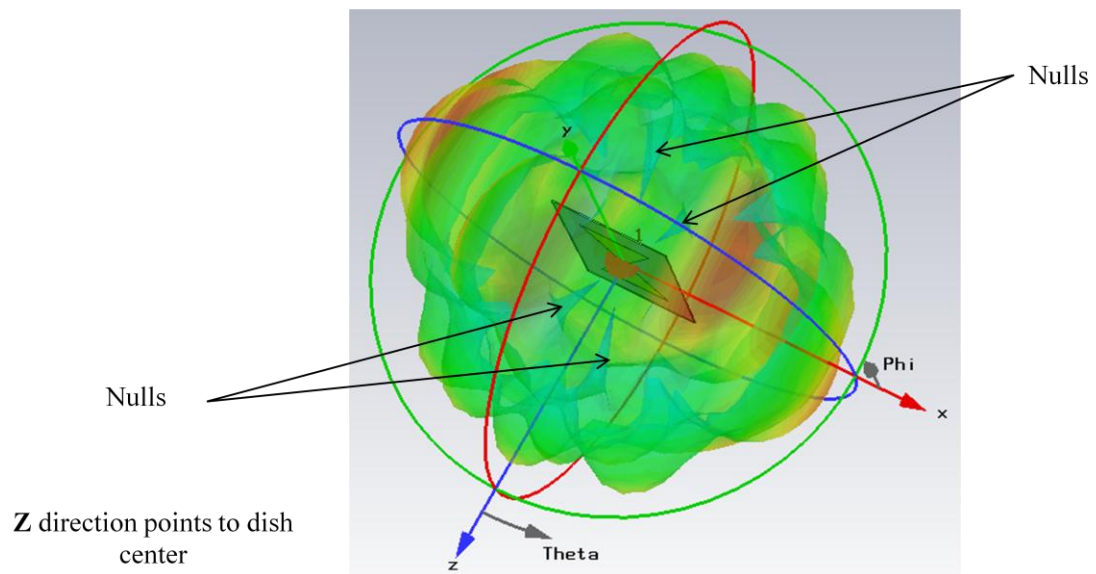 Nulls
y
1
Phi
Nulls
x
Z direction points to dish
center
Theta
z